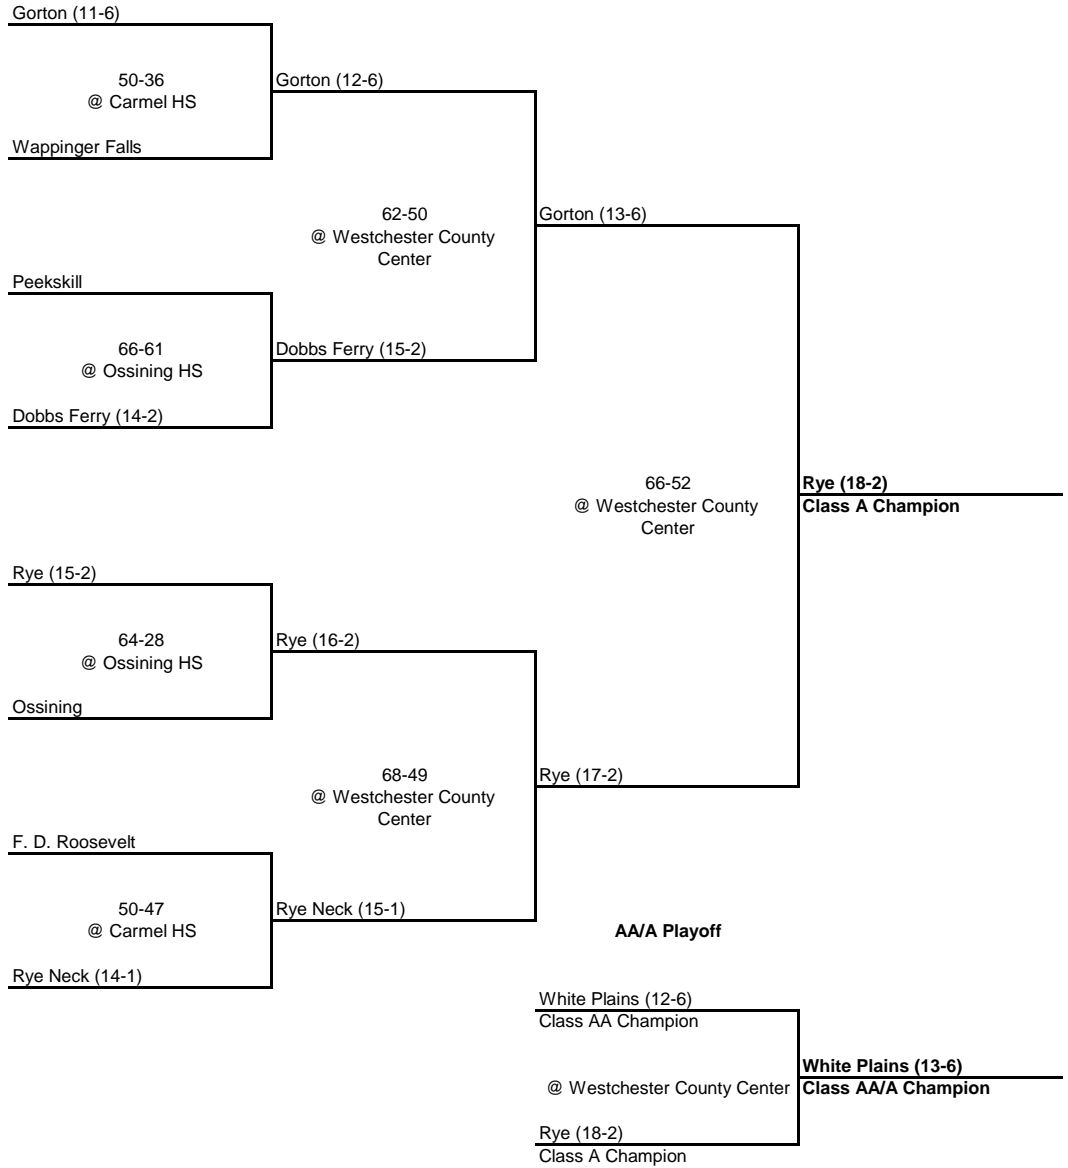 Gorton (11-6)
50-36
@ Carmel HS
Gorton (12-6)
Wappinger Falls
62-50
@ Westchester County
Center
Gorton (13-6)
Peekskill
66-61
@ Ossining HS
Dobbs Ferry (15-2)
Dobbs Ferry (14-2)
66-52
@ Westchester County
Center
Rye (18-2)
Class A Champion
Rye (15-2)
64-28
@ Ossining HS
Rye (16-2)
Ossining
68-49
@ Westchester County
Center
Rye (17-2)
F. D. Roosevelt
50-47
@ Carmel HS
Rye Neck (15-1)
Rye Neck (14-1)
AA/A Playoff
White Plains (12-6)
Class AA Champion
@ Westchester County Center
White Plains (13-6)
Class AA/A Champion
Rye (18-2)
Class A Champion